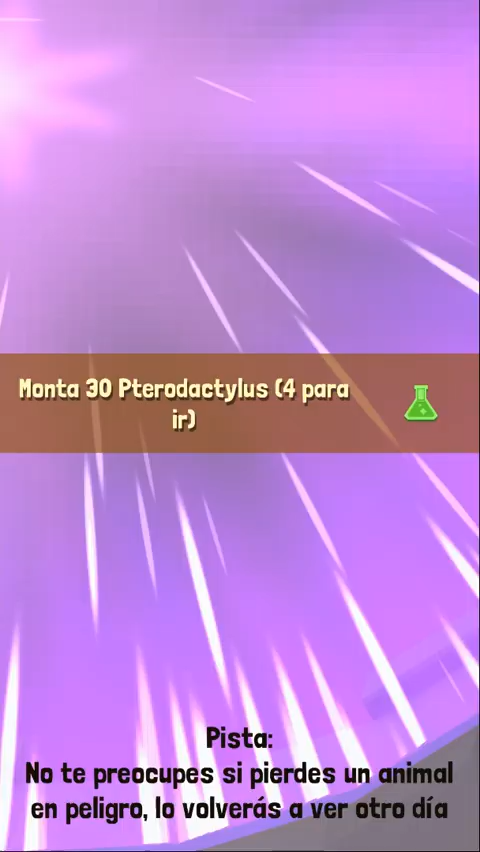 Monta 30 Pterodactylus (4 para
ir)
Pista:
No te preocupes si pierdes un animal
en peligro, lo volverás a ver otro día